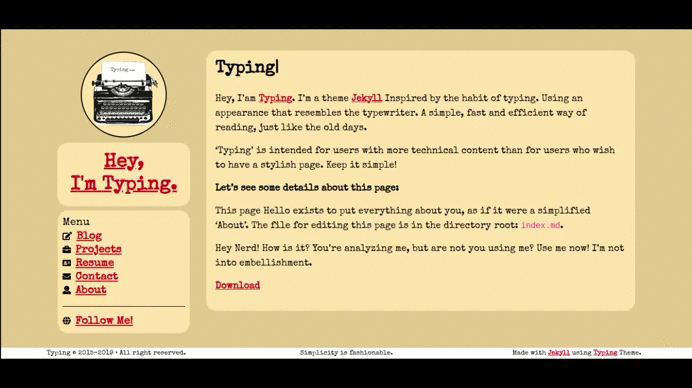 Typing...
Hey,
I'm Typing.
Menu
Blog
Projects
Resume
Contact
About
Follow Me!
Typing|
Hey, I'am Typing. I'm a theme Jekyll Inspired by the habit of typing. Using an
appearance that resembles the typewriter. A simple, fast and efficient way of
reading, just like the old days.
'Typing' is intended for users with more technical content than for users who wish
to have a stylish page. Keep it simple!
Let's see some details about this page:
This page Hello exists to put everything about you, as if it were a simplified
'About'. The file for editing this page is in the directory root: index.md.
Hey Nerd! How is it? You're analyzing me, but are not you using me? Use me now! I'm not
into embellishment.
Download
Typing © 2015-2019 • All right reserved.
Simplicity is fashionable.
Made with Jekyll using Typing Theme.